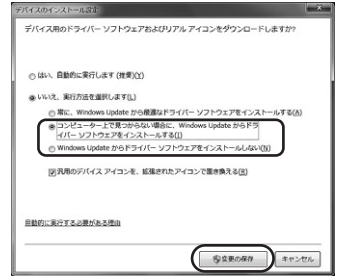 デバイスのインストール設定
デバイス用のドライバー ソフトウェアおよびリアル アイコンをダウンロードしますか?
はい、自動的に実行します (推奨)(Y)
いいえ、実行方法を選択します(L)
常に、Windows Update から最適なドライバー ソフトウェアをインストールする(A)
コンピューター上で見つからない場合に、Windows Update からドラ
イバー ソフトウェアをインストールする(I)
Windows Update からドライバー ソフトウェアをインストールしない(N)
汎用のデバイス アイコンを、拡張されたアイコンで置き換える(R)
自動的に実行する必要がある理由
変更の保存
キャンセル